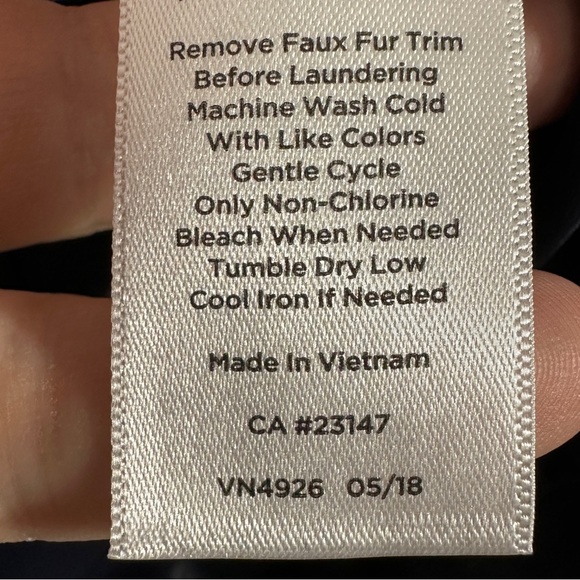 Remove Faux Fur Trim
Before Laundering
Machine Wash Cold
With Like Colors
Gentle Cycle
Only Non-Chlorine
Bleach When Needed
Tumble Dry Low
Cool Iron If Needed
Made In Vietnam
CA #23147
VN4926 05/18